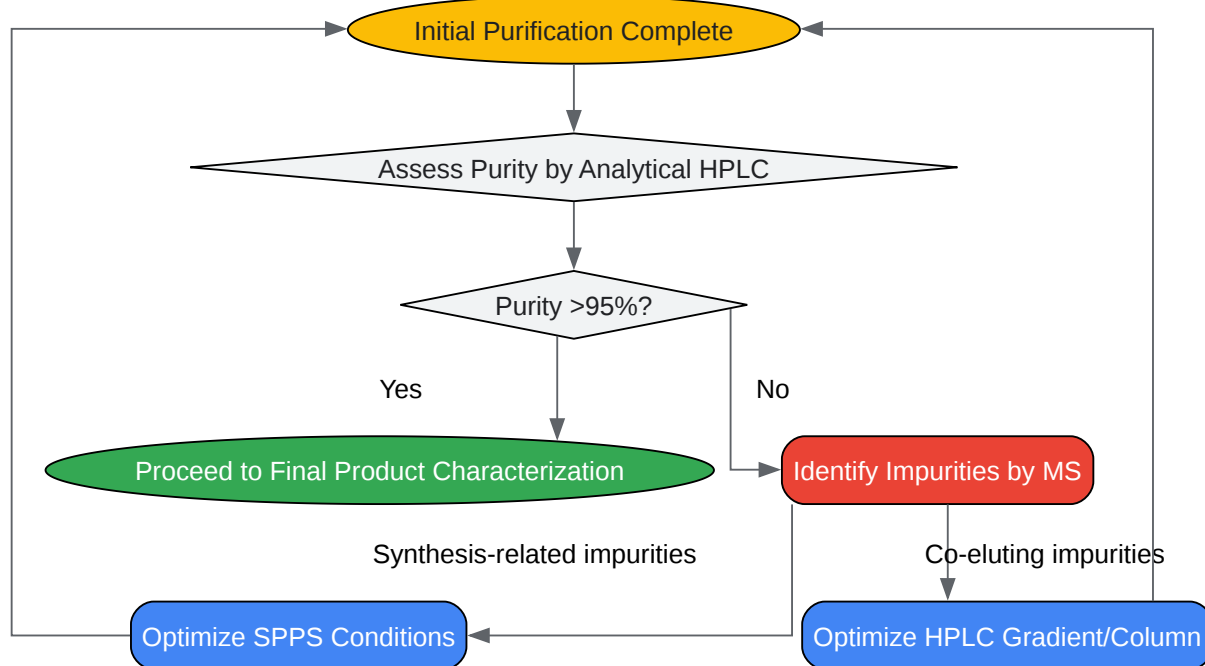 Initial Purification Complete
Assess Purity by Analytical HPLC
Purity >95%?
Yes
No
Proceed to Final Product Characterization
Identify Impurities by MS
Synthesis-related impurities
Co-eluting impurities
Optimize SPPS Conditions
Optimize HPLC Gradient/Column